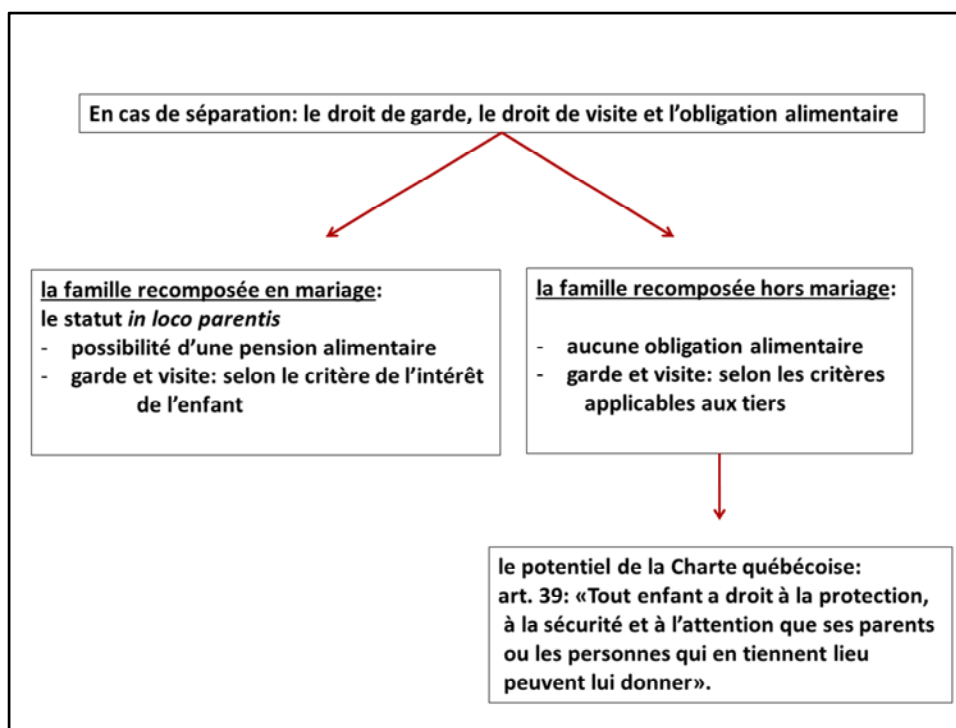 En cas de séparation: le droit de garde, le droit de visite et l'obligation alimentaire
la famille recomposée en mariage:
le statut in loco parentis
- possibilité d'une pension alimentaire
- garde et visite: selon le critère de l'intérêt
de l'enfant
la famille recomposée hors mariage:
- aucune obligation alimentaire
- garde et visite: selon les critères
applicables aux tiers
le potentiel de la Charte québécoise:
art. 39: «Tout enfant a droit à la protection,
à la sécurité et à l'attention que ses parents
ou les personnes qui en tiennent lieu
peuvent lui donner».